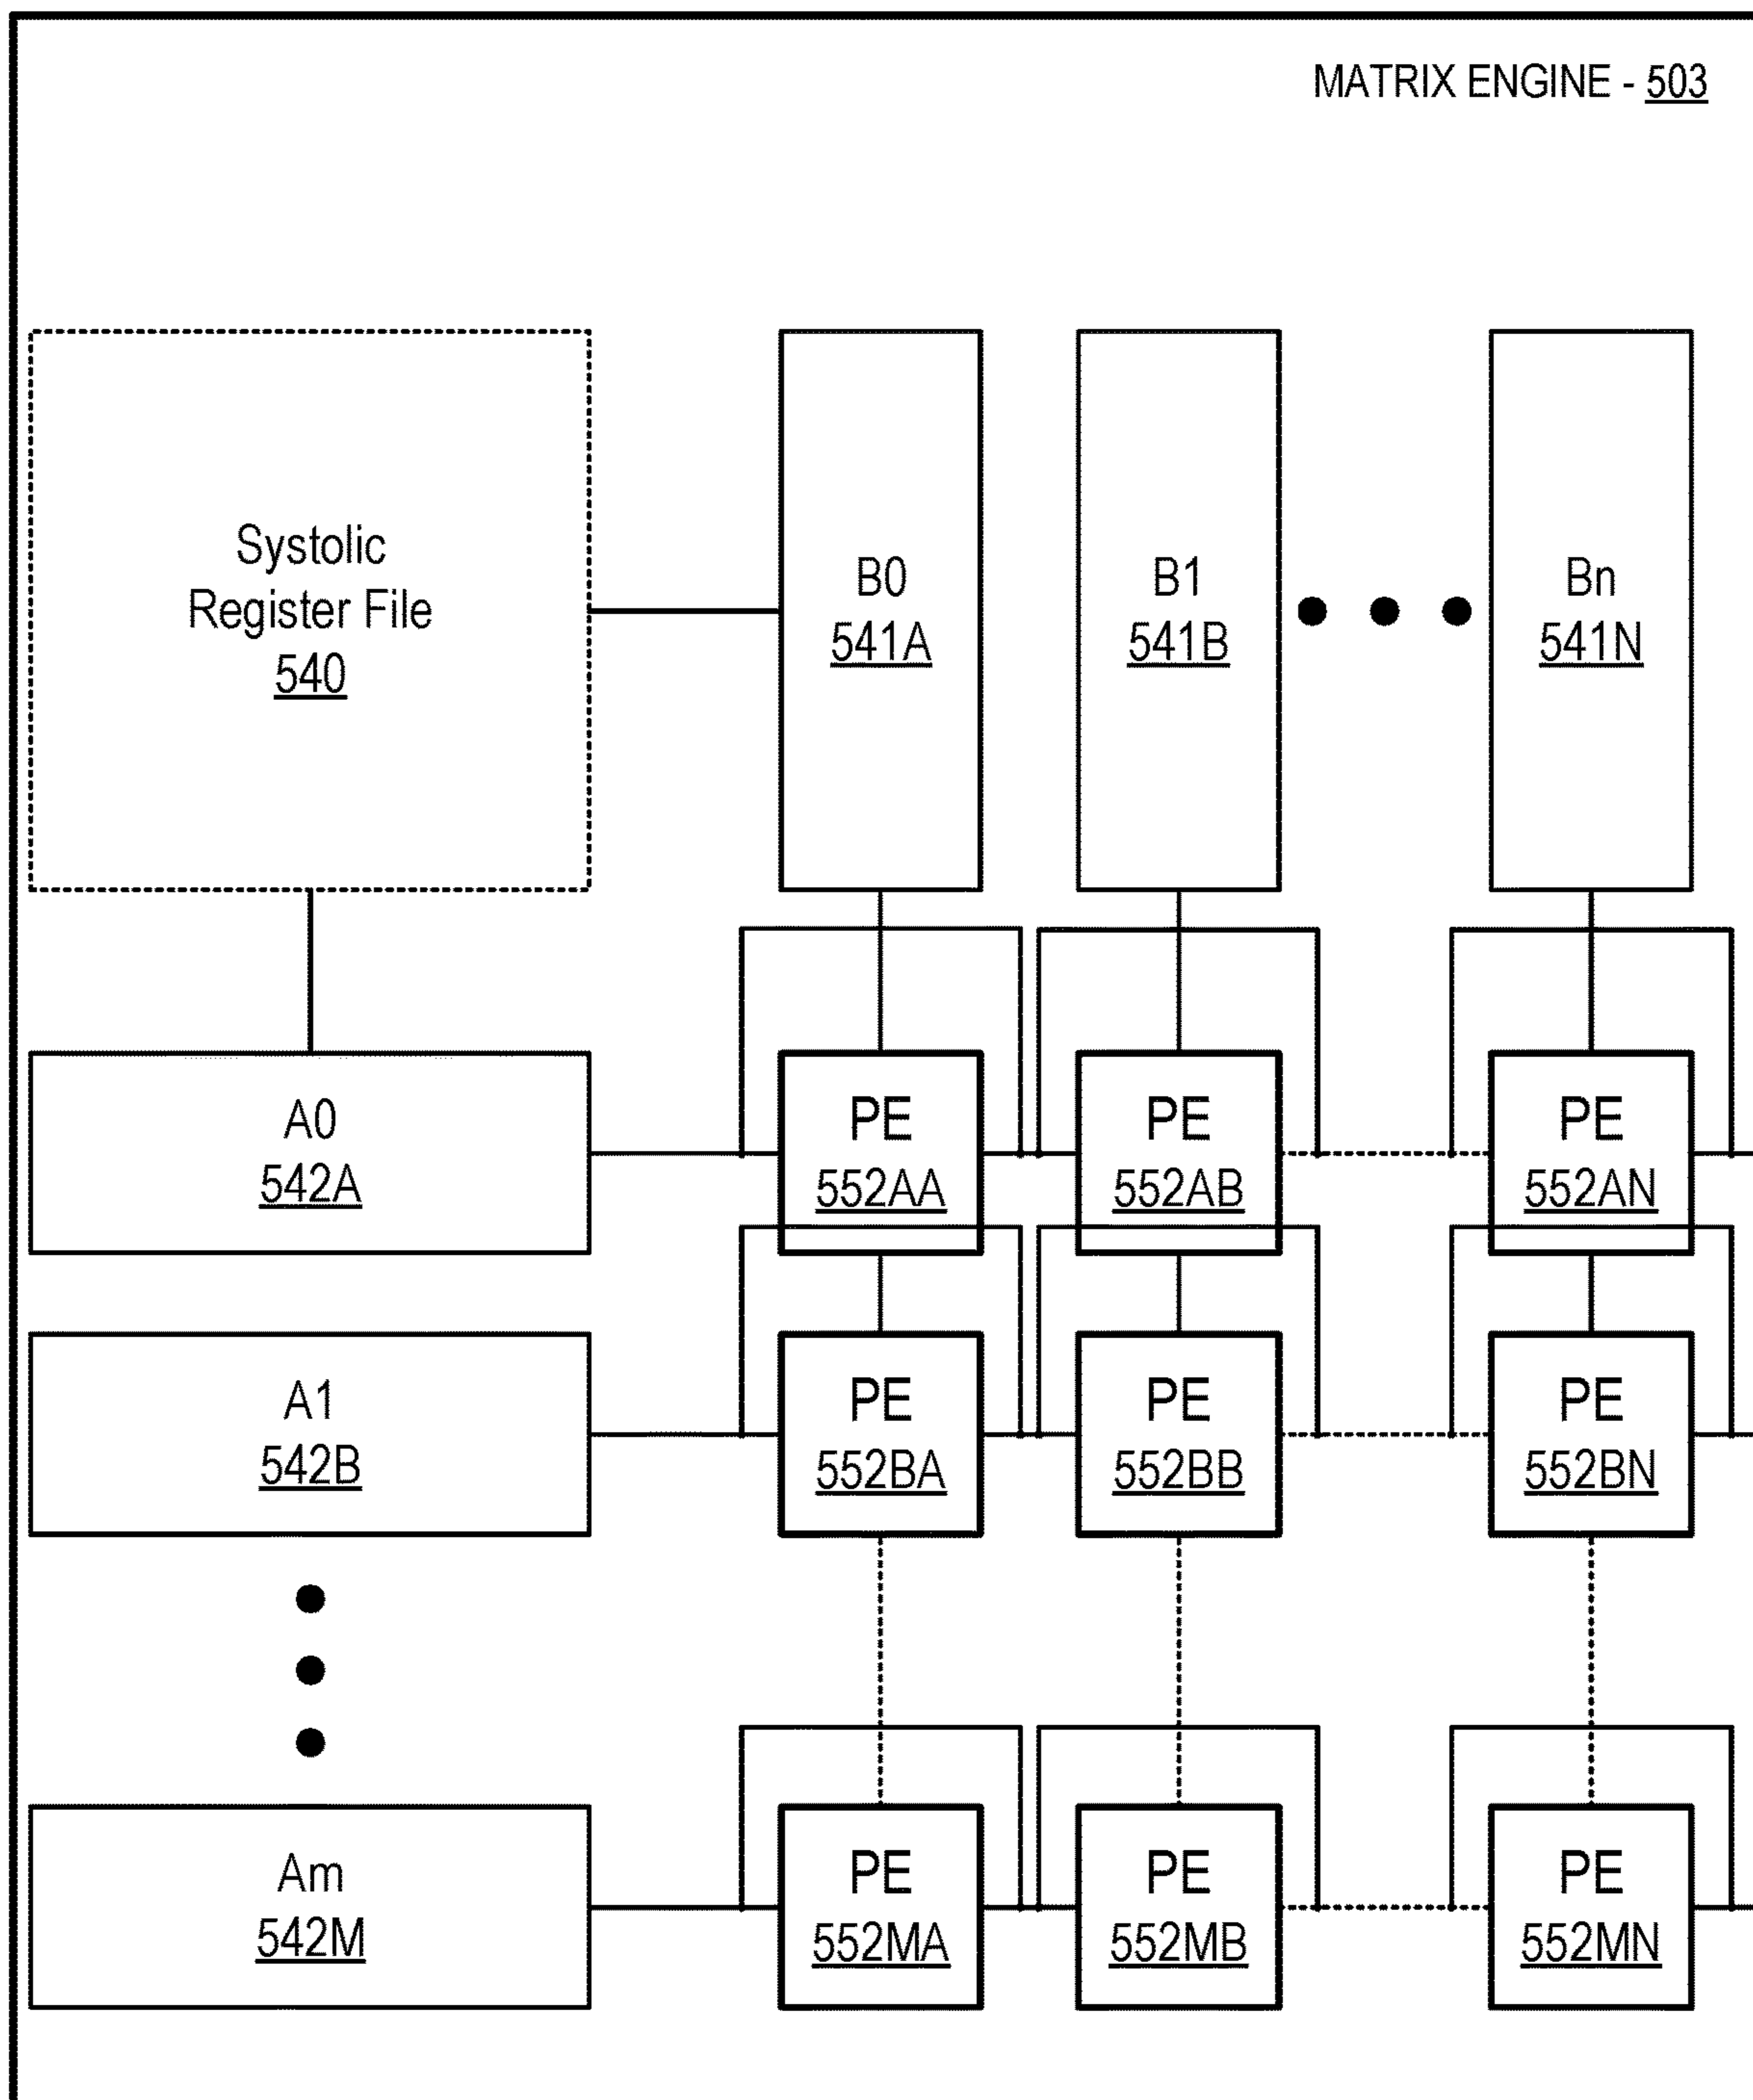 MATRIX ENGINE - 503
Systolic
Register File
540
B0
541A
B1
541B
Bn
541N
A0
542A
PE
552AA
PE
552AB
PE
552AN
A1
542B
PE
552BA
PE
552BB
PE
552BN
Am
542M
PE
552MA
PE
552MB
PE
552MN